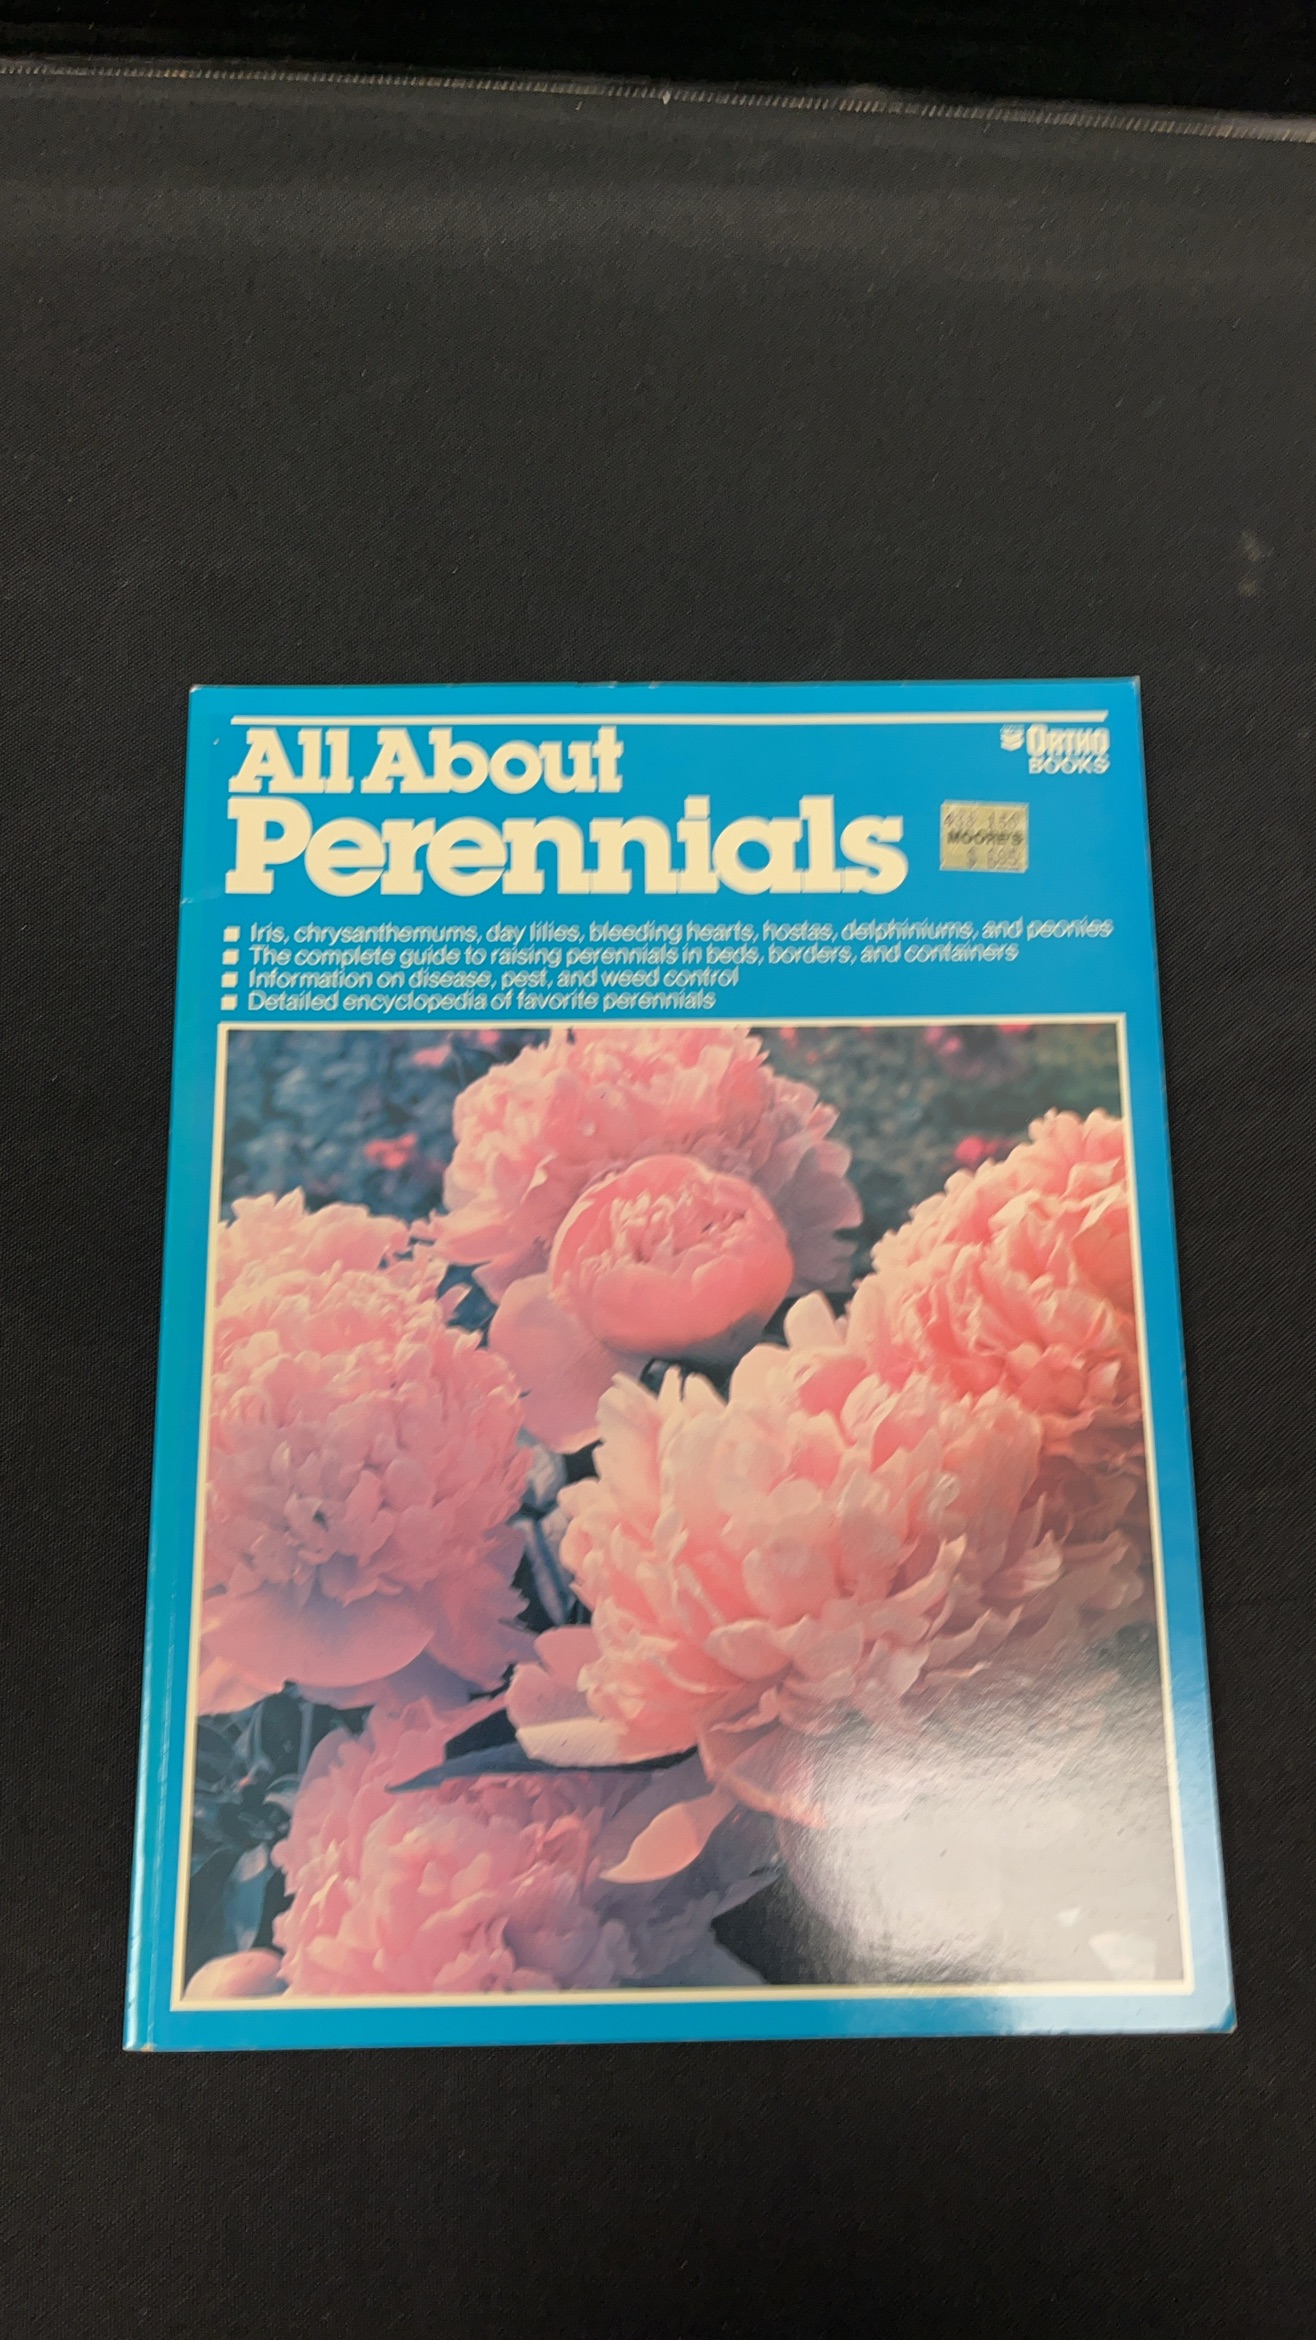 All About
ORTHO
BOOKS
Perennials
MOORE'S
Iris, chrysanthemums, day lilies, bleeding hearts, hostas, delphiniums, and peonies
The complete guide to raising perennials in beds, borders, and containers
Information on disease, pest, and weed control
Detailed encyclopedia of favorite perennials